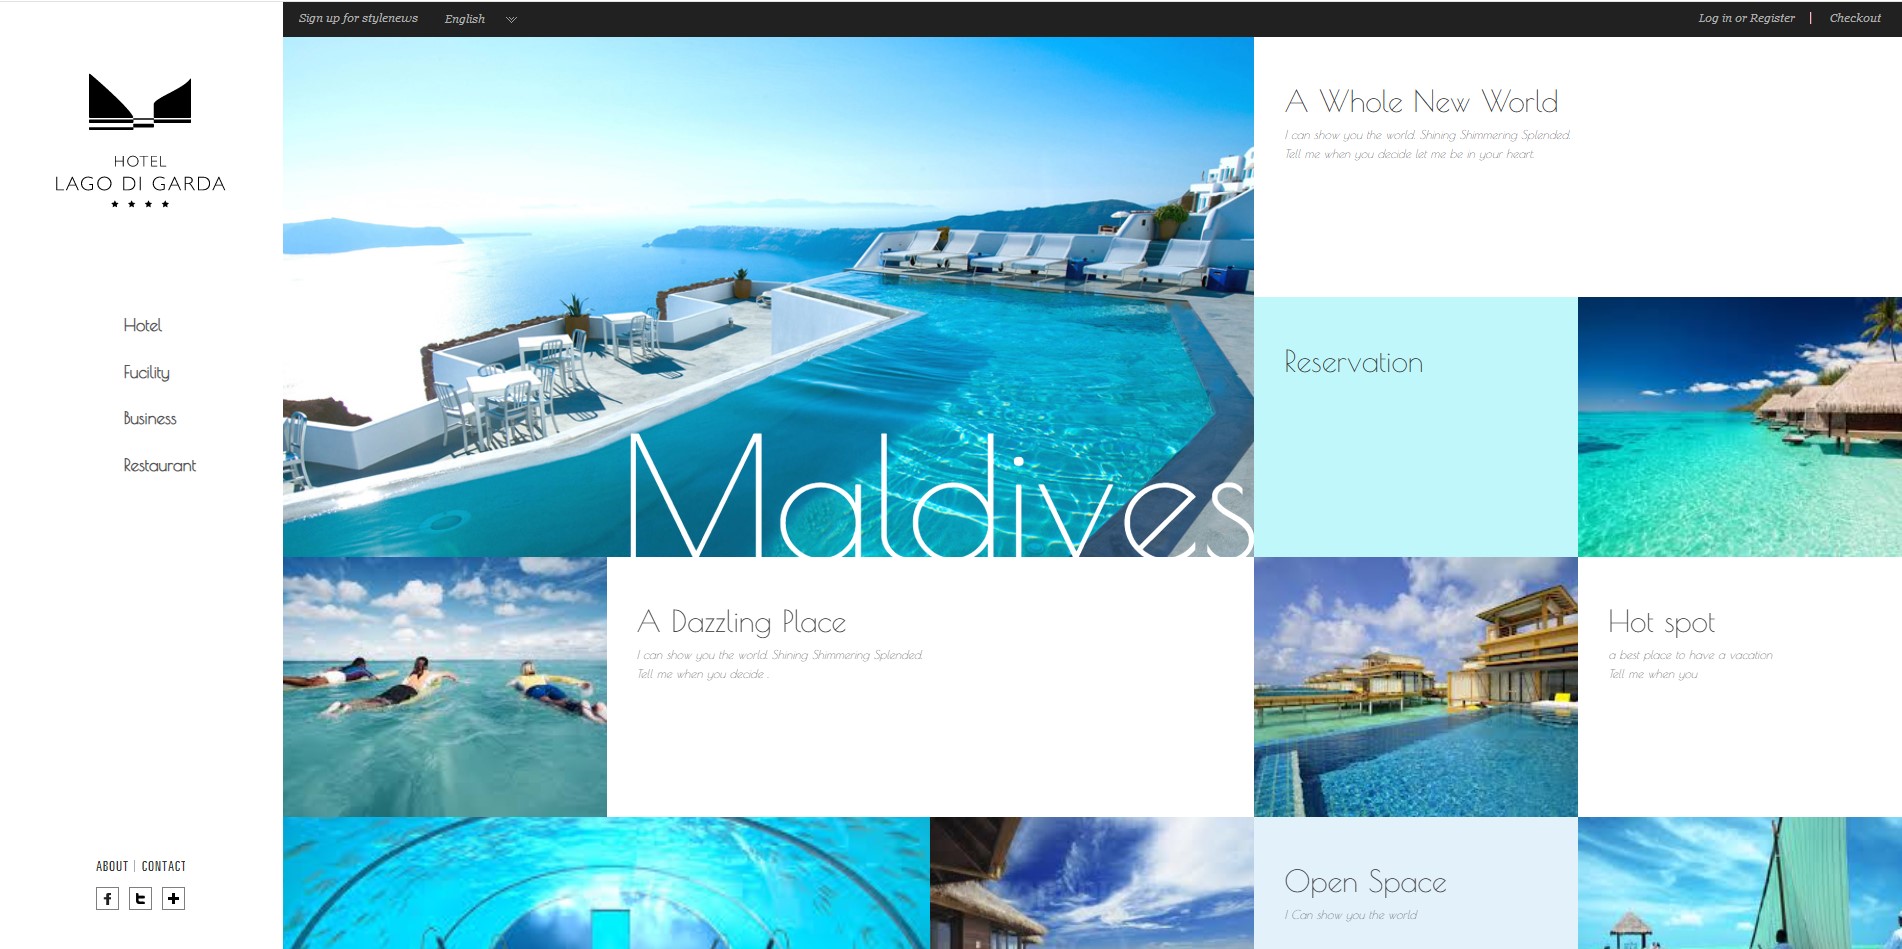 Sign up for stylenews English
Log in or Register | Checkout
HOTEL
LAGO DI GARDA
Hotel
Fucility
Business
Restaurant
ABOUT | CONTACT
Maldives
A Whole New World
I can show you the world. Shining Shimmering Splended.
Tell me when you decide let me be in your heart.
Reservation
A Dazzling Place
I can show you the world. Shining Shimmering Splended.
Tell me when you decide .
Hot spot
a best place to have a vacation
Tell me when you
Open Space
I Can show you the world